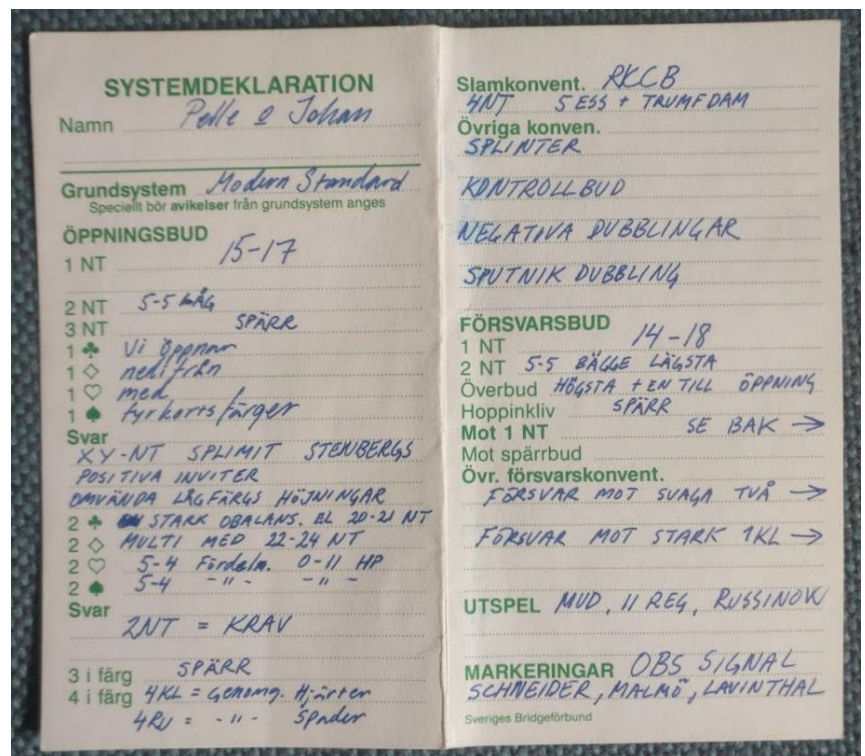 SYSTEMDEKLARATION
Namn Pelle o Johan
Grundsystem Modern Standard
Speciellt bör avikelser från grundsystem anges
ÖPPNINGSBUD
1 NT 15-17
2 NT 5-5 LÅG
3 NT SPÄRR
1 ♣ Vi öppnar
1 ♢ nedifrån
1 ♡ med
1 ♠ fyrkortsfärger
Svar
XY-NT SPLIMIT STENBERGS
POSITIVA INVITER
OMVÄNDA LÅGFÄRGS HÖJNINGAR
2 ♣ STARK OBALANS. EL 20-21 NT
2 ♢ MULTI MED 22-24 NT
2 ♡ 5-4 Fördeln. 0-11 HP
2 ♠ 5-4 -"- -"-
Svar
2NT = KRAV
3 i färg SPÄRR
4 i färg 4KL = Genomg. Hjärter
4RU = -"- Spader
Slamkonvent. RKCB
4NT 5 ESS + TRUMFDAM
Övriga konven.
SPLINTER
KONTROLLBUD
NEGATIVA DUBBLINGAR
SPUTNIK DUBBLING
FÖRSVARSBUD
1 NT 14-18
2 NT 5-5 BÄGGE LÄGSTA
Överbud HÖGSTA + EN TILL ÖPPNING
Hoppinkliv SPÄRR
Mot 1 NT SE BAK →
Mot spärrbud
Övr. försvarskonvent.
FÖRSVAR MOT SVAGA TVÅ →
FÖRSVAR MOT STARK 1KL →
UTSPEL MUD, 11 REG, RUSSINOW
MARKERINGAR OBS SIGNAL
SCHNEIDER, MALMÖ, LAVINTHAL
Sveriges Bridgeförbund